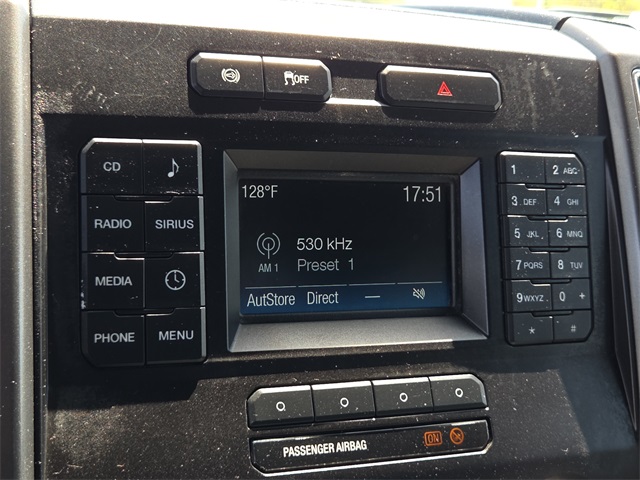 OFF
CD
RADIO SIRIUS
MEDIA
PHONE MENU
128°F 17:51
530 kHz
AM 1 Preset 1
AutStore Direct —
1 2 ABC
3 DEF 4 GHI
5 JKL 6 MNO
7 PQRS 8 TUV
9 WXYZ 0 +
* #
PASSENGER AIRBAG ON